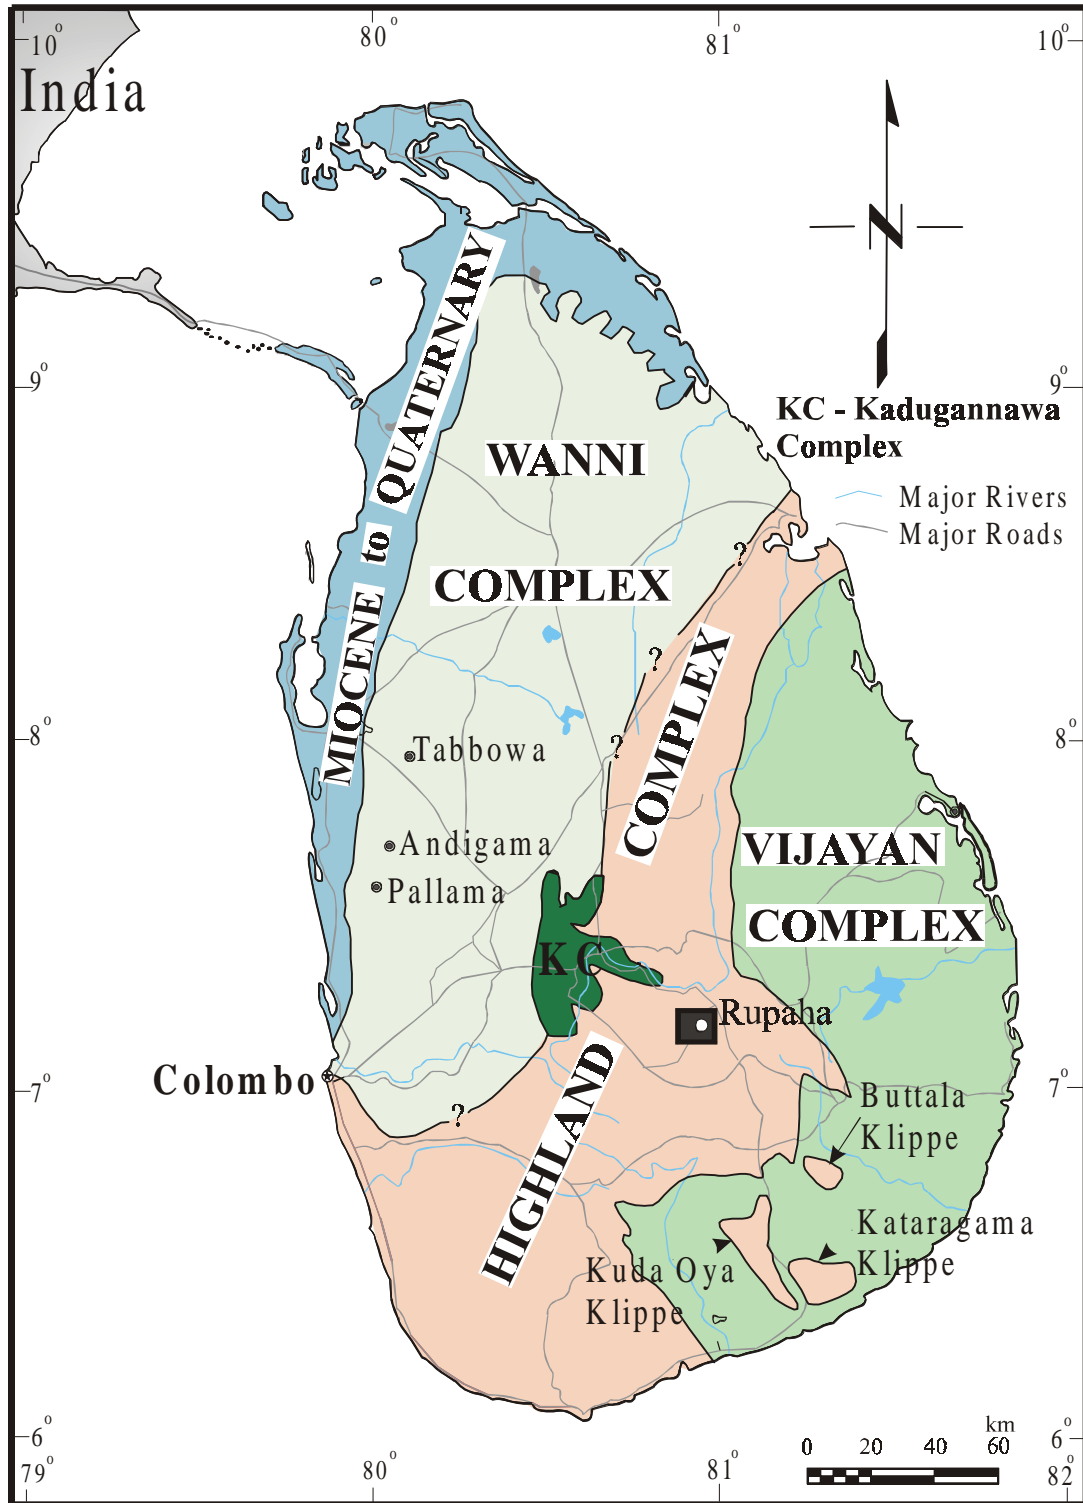 80°
81°
10°
10°
India
N
9°
9°
KC - Kadugannawa
Complex
Major Rivers
Major Roads
MIOCENE to QUATERNARY
WANNI
COMPLEX
?
?
?
COMPLEX
8°
8°
Tabbowa
Andigama
Pallama
VIJAYAN
COMPLEX
KC
Rupaha
Colombo
7°
7°
?
HIGHLAND
Buttala
Klippe
Kataragama
Klippe
Kuda Oya
Klippe
km
0 20 40 60
6°
6°
79°
80°
81°
82°